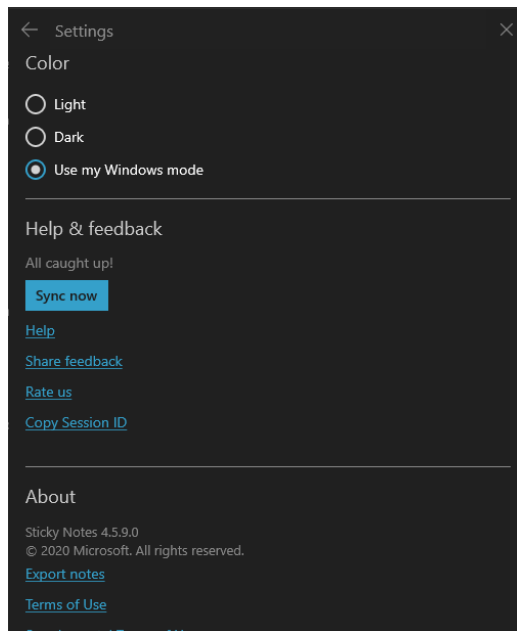 Settings
Color
Light
Dark
Use my Windows mode
Help & feedback
All caught up!
Sync now
Help
Share feedback
Rate us
Copy Session ID
About
Sticky Notes 4.5.9.0
© 2020 Microsoft. All rights reserved.
Export notes
Terms of Use